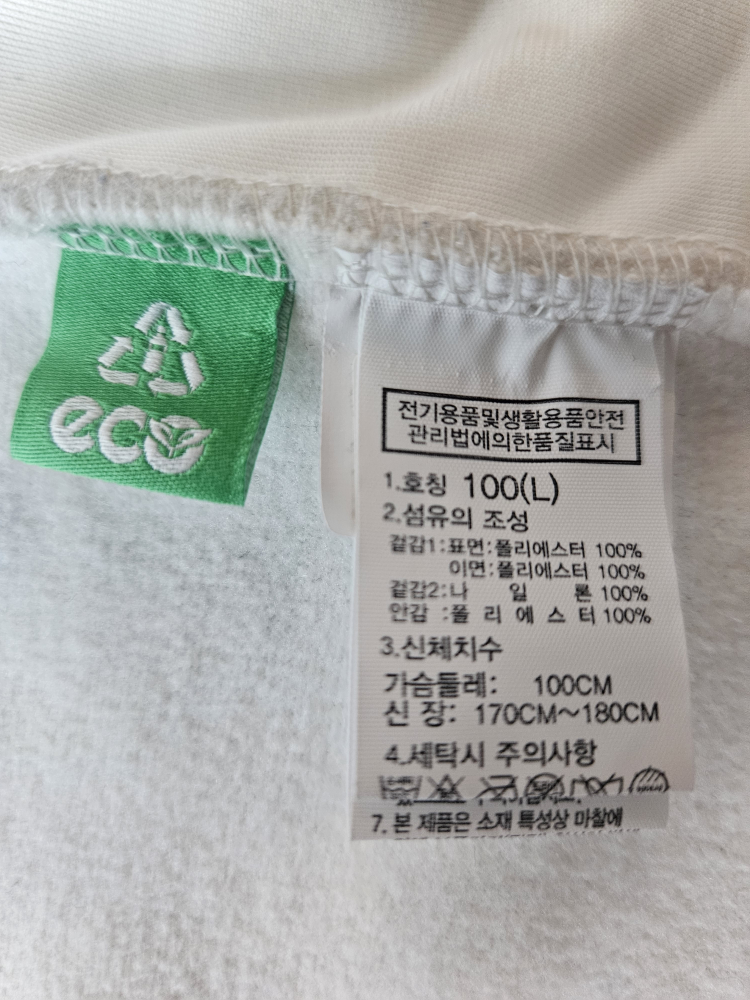 eco
전기용품및생활용품안전
관리법에의한품질표시
1.호칭 100(L)
2.섬유의 조성
겉감1:표면:폴리에스터 100%
이면:폴리에스터 100%
겉감2:나 일 론 100%
안감 :폴 리 에 스 터 100%
3.신체치수
가슴둘레: 100CM
신 장: 170CM~180CM
4.세탁시 주의사항
7. 본 제품은 소재 특성상 마찰에